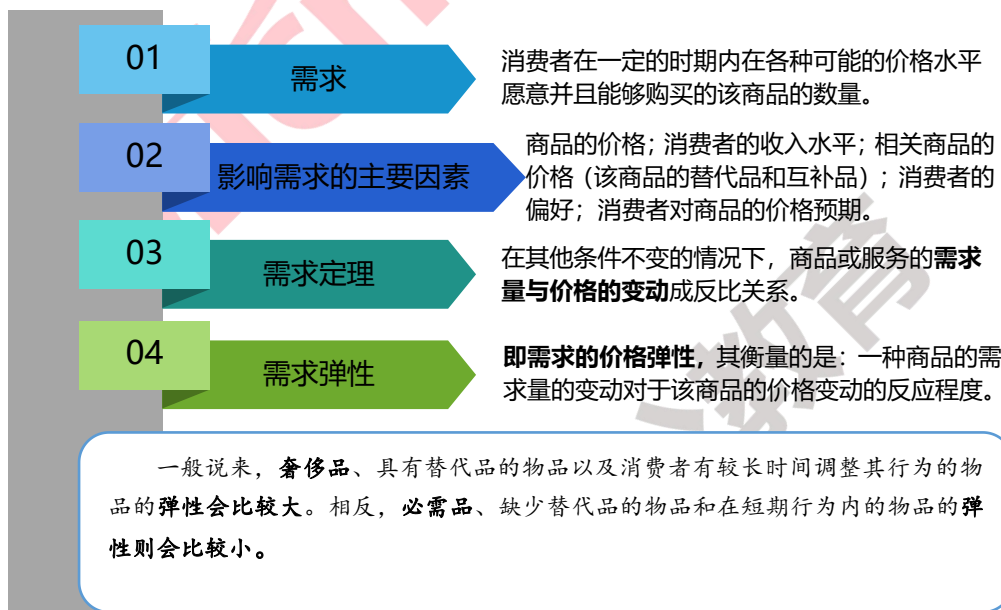 01
需求
消费者在一定的时期内在各种可能的价格水平
愿意并且能够购买的该商品的数量。
02
影响需求的主要因素
商品的价格；消费者的收入水平；相关商品的
价格（该商品的替代品和互补品）；消费者的
偏好；消费者对商品的价格预期。
03
需求定理
在其他条件不变的情况下，商品或服务的需求
量与价格的变动成反比关系。
04
需求弹性
即需求的价格弹性，其衡量的是：一种商品的需
求量的变动对于该商品的价格变动的反应程度。
一般说来，奢侈品、具有替代品的物品以及消费者有较长时间调整其行为的物
品的弹性会比较大。相反，必需品、缺少替代品的物品和在短期行为内的物品的弹
性则会比较小。
教育